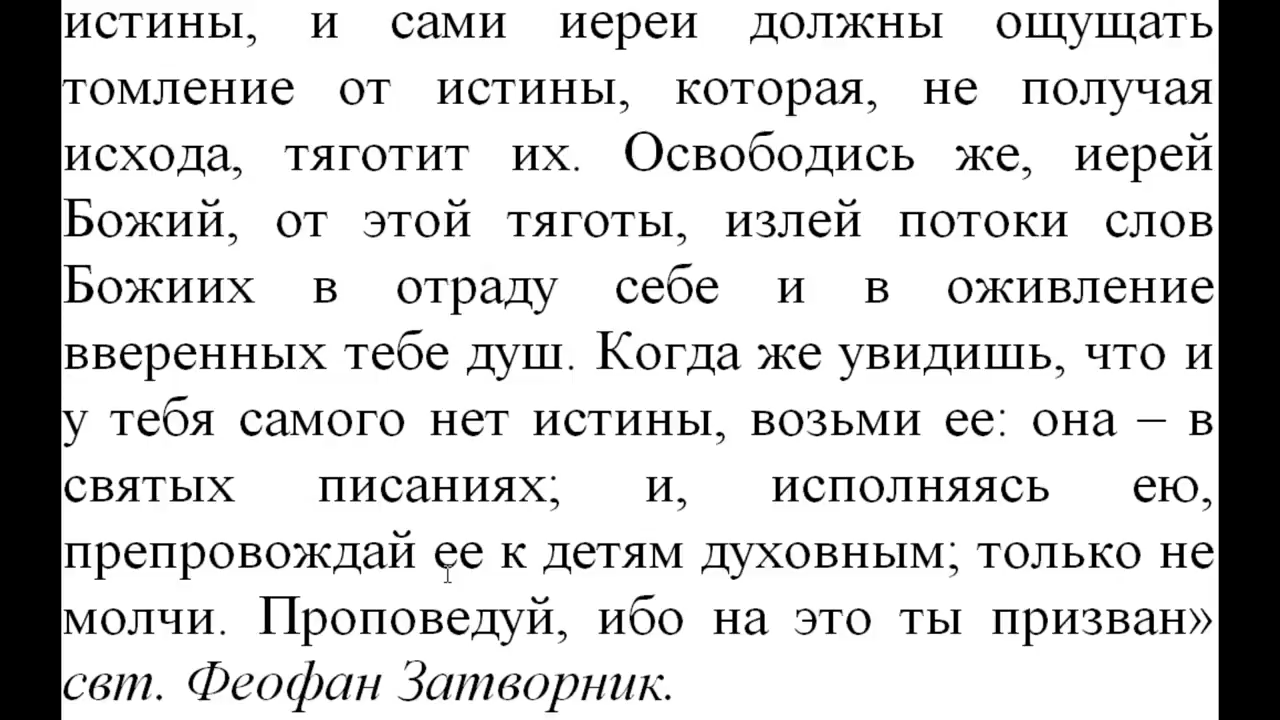 истины, и сами иереи должны ощущать
томление от истины, которая, не получая
исхода, тяготит их. Освободись же, иерей
Божий, от этой тяготы, излей потоки слов
Божиих в отраду себе и в оживление
вверенных тебе душ. Когда же увидишь, что и
у тебя самого нет истины, возьми ее: она – в
святых писаниях; и, исполняясь ею,
препровождай ее к детям духовным; только не
молчи. Проповедуй, ибо на это ты призван»
свт. Феофан Затворник.